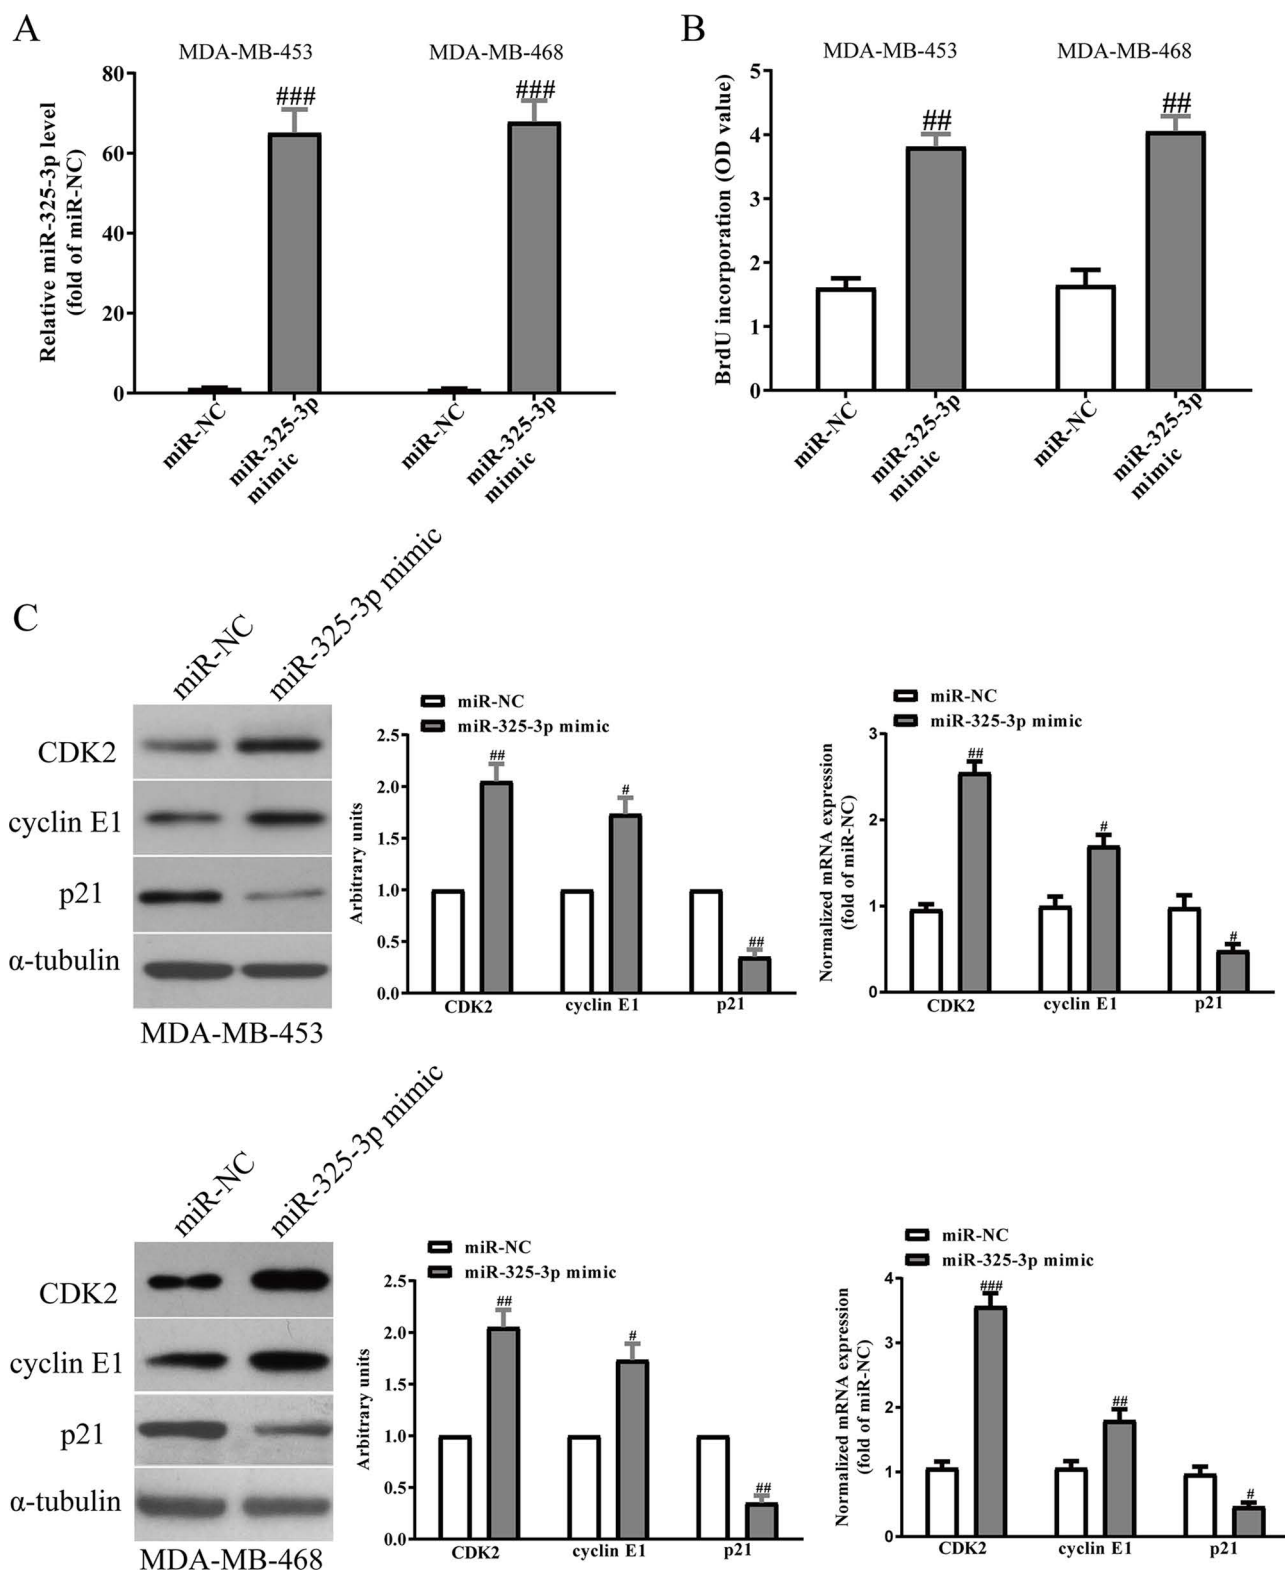 A
MDA-MB-453
MDA-MB-468
Relative miR-325-3p level
(fold of miR-NC)
80
60
40
20
0
###
###
miR-NC
miR-325-3p
mimic
miR-NC
miR-325-3p
mimic
B
MDA-MB-453
MDA-MB-468
BrdU incorporation (OD value)
5
4
3
2
1
0
##
##
miR-NC
miR-325-3p
mimic
miR-NC
miR-325-3p
mimic
C
miR-NC
miR-325-3p mimic
CDK2
cyclin E1
p21
α-tubulin
MDA-MB-453
miR-NC
miR-325-3p mimic
Arbitrary units
2.5
2.0
1.5
1.0
0.5
0.0
##
#
##
CDK2
cyclin E1
p21
miR-NC
miR-325-3p mimic
Normalized mRNA expression
(fold of miR-NC)
3
2
1
0
##
#
#
CDK2
cyclin E1
p21
miR-NC
miR-325-3p mimic
CDK2
cyclin E1
p21
α-tubulin
MDA-MB-468
miR-NC
miR-325-3p mimic
Arbitrary units
2.5
2.0
1.5
1.0
0.5
0.0
##
#
##
CDK2
cyclin E1
p21
miR-NC
miR-325-3p mimic
Normalized mRNA expression
(fold of miR-NC)
4
3
2
1
0
###
##
#
CDK2
cyclin E1
p21